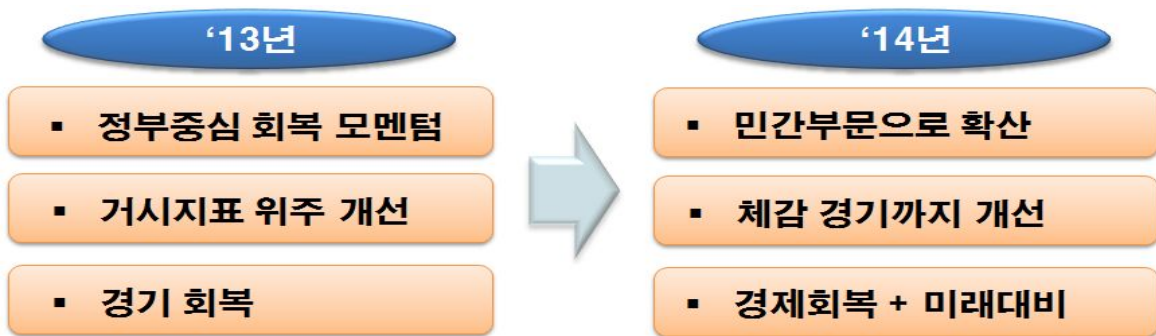 ‘13년
▪ 정부중심 회복 모멘텀
▪ 거시지표 위주 개선
▪ 경기 회복
‘14년
▪ 민간부문으로 확산
▪ 체감 경기까지 개선
▪ 경제회복 + 미래대비